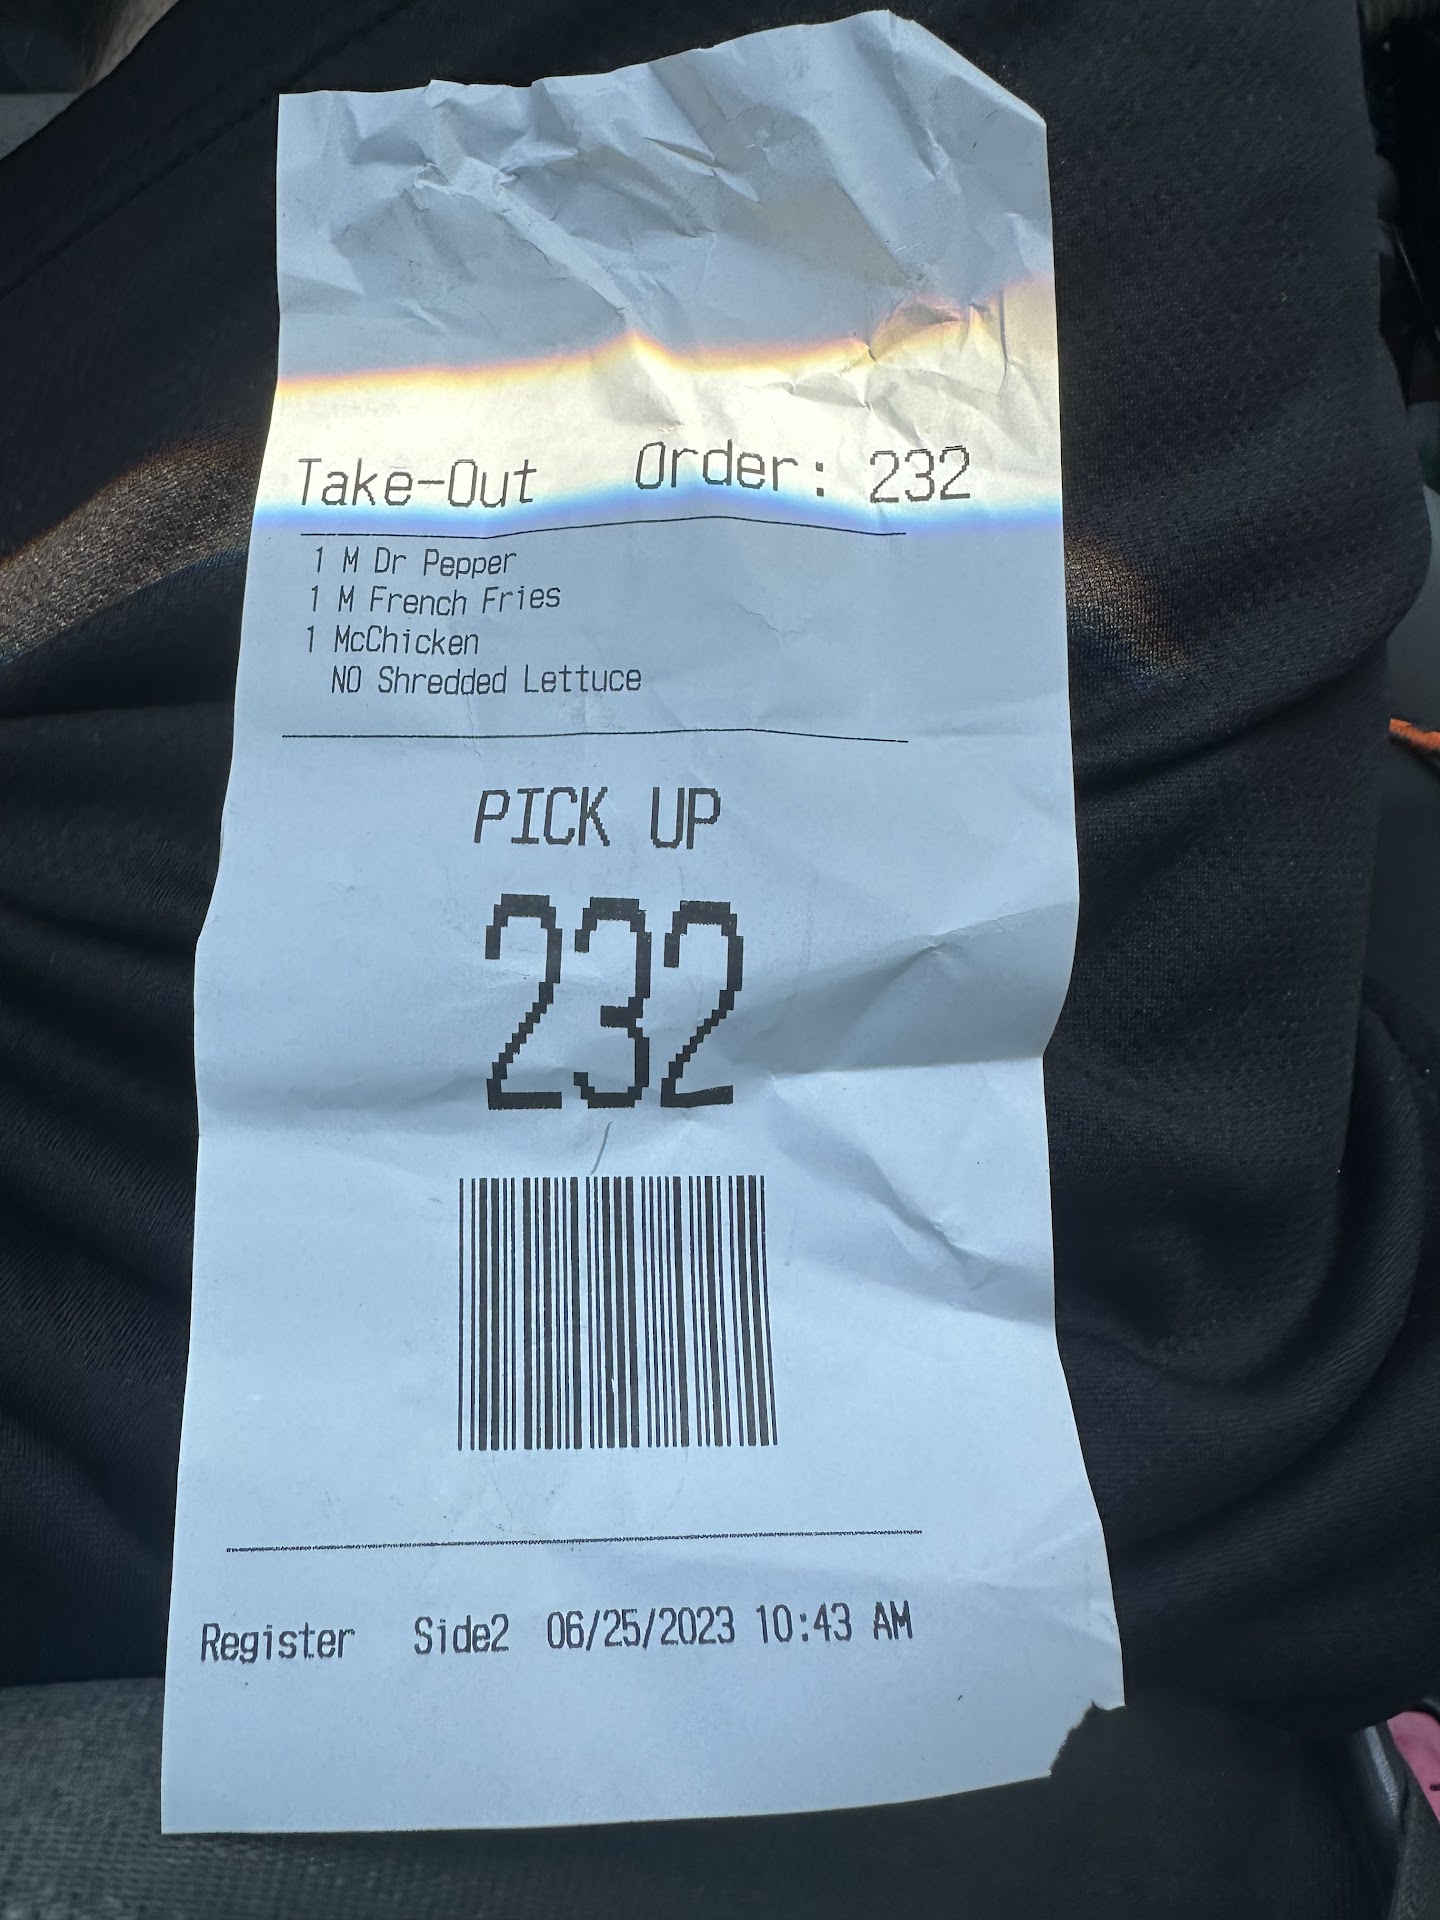 Take-Out Order: 232
1 M Dr Pepper
1 M French Fries
1 McChicken
NO Shredded Lettuce
PICK UP
232
Register Side2 06/25/2023 10:43 AM